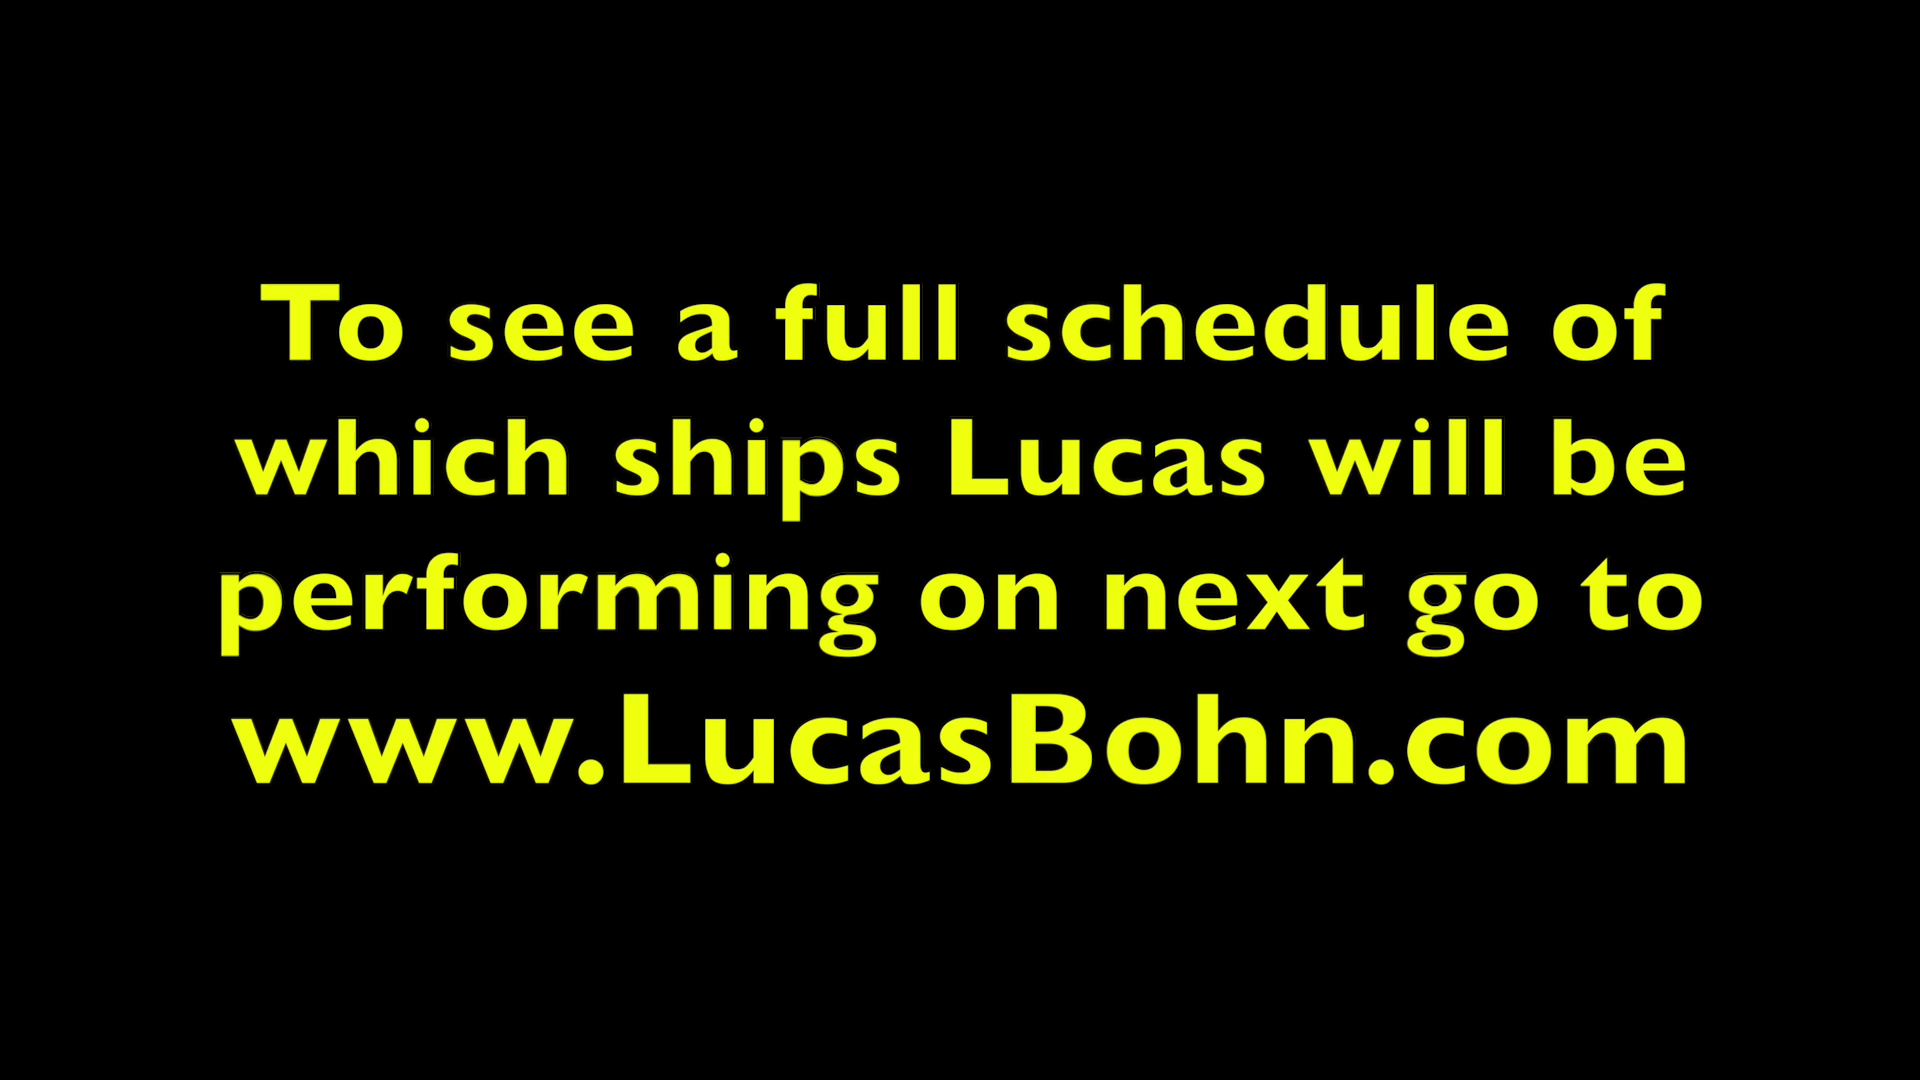 To see a full schedule of
which ships Lucas will be
performing on next go to
www.LucasBohn.com